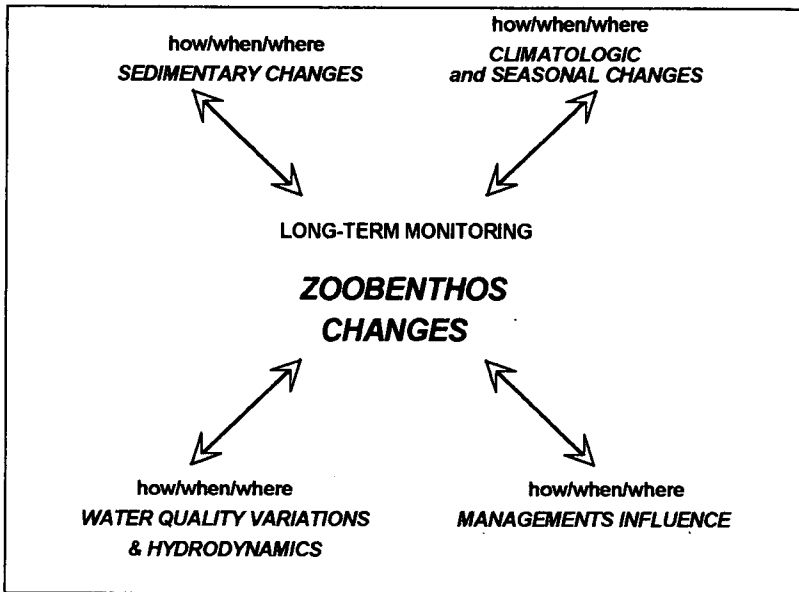 how/when/where
SEDIMENTARY CHANGES
how/when/where
CLIMATOLOGIC
and SEASONAL CHANGES
LONG-TERM MONITORING
ZOOBENTHOS
CHANGES
how/when/where
WATER QUALITY VARIATIONS
& HYDRODYNAMICS
how/when/where
MANAGEMENTS INFLUENCE